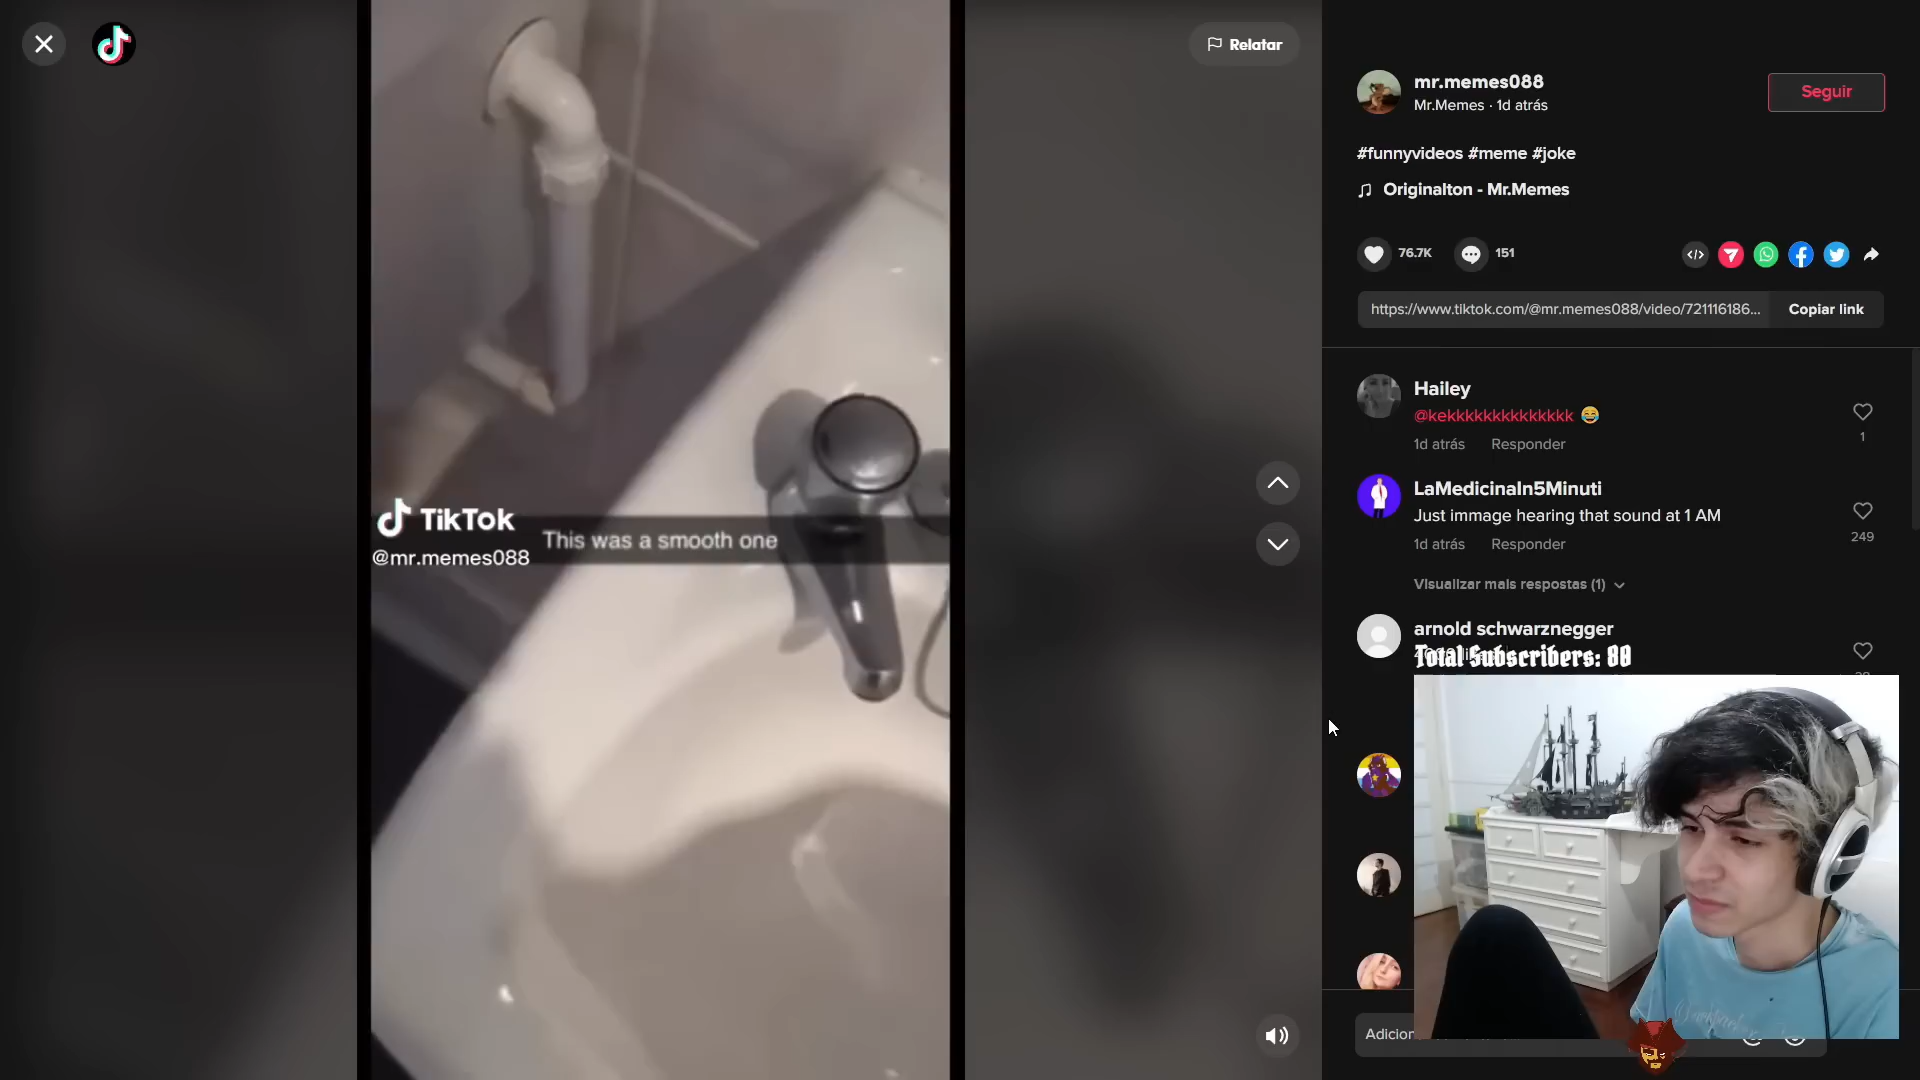 Relatar
TikTok
@mr.memes088
This was a smooth one
mr.memes088
Mr.Memes · 1d atrás
Seguir
#funnyvideos #meme #joke
Originalton - Mr.Memes
76.7K
151
https://www.tiktok.com/@mr.memes088/video/721116186...
Copiar link
Hailey
@kekkkkkkkkkkkkkk 😂
1d atrás Responder
1
LaMedicinaIn5Minuti
Just immage hearing that sound at 1 AM
1d atrás Responder
249
Visualizar mais respostas (1)
arnold schwarznegger
Total Subscribers: 88
Adicion